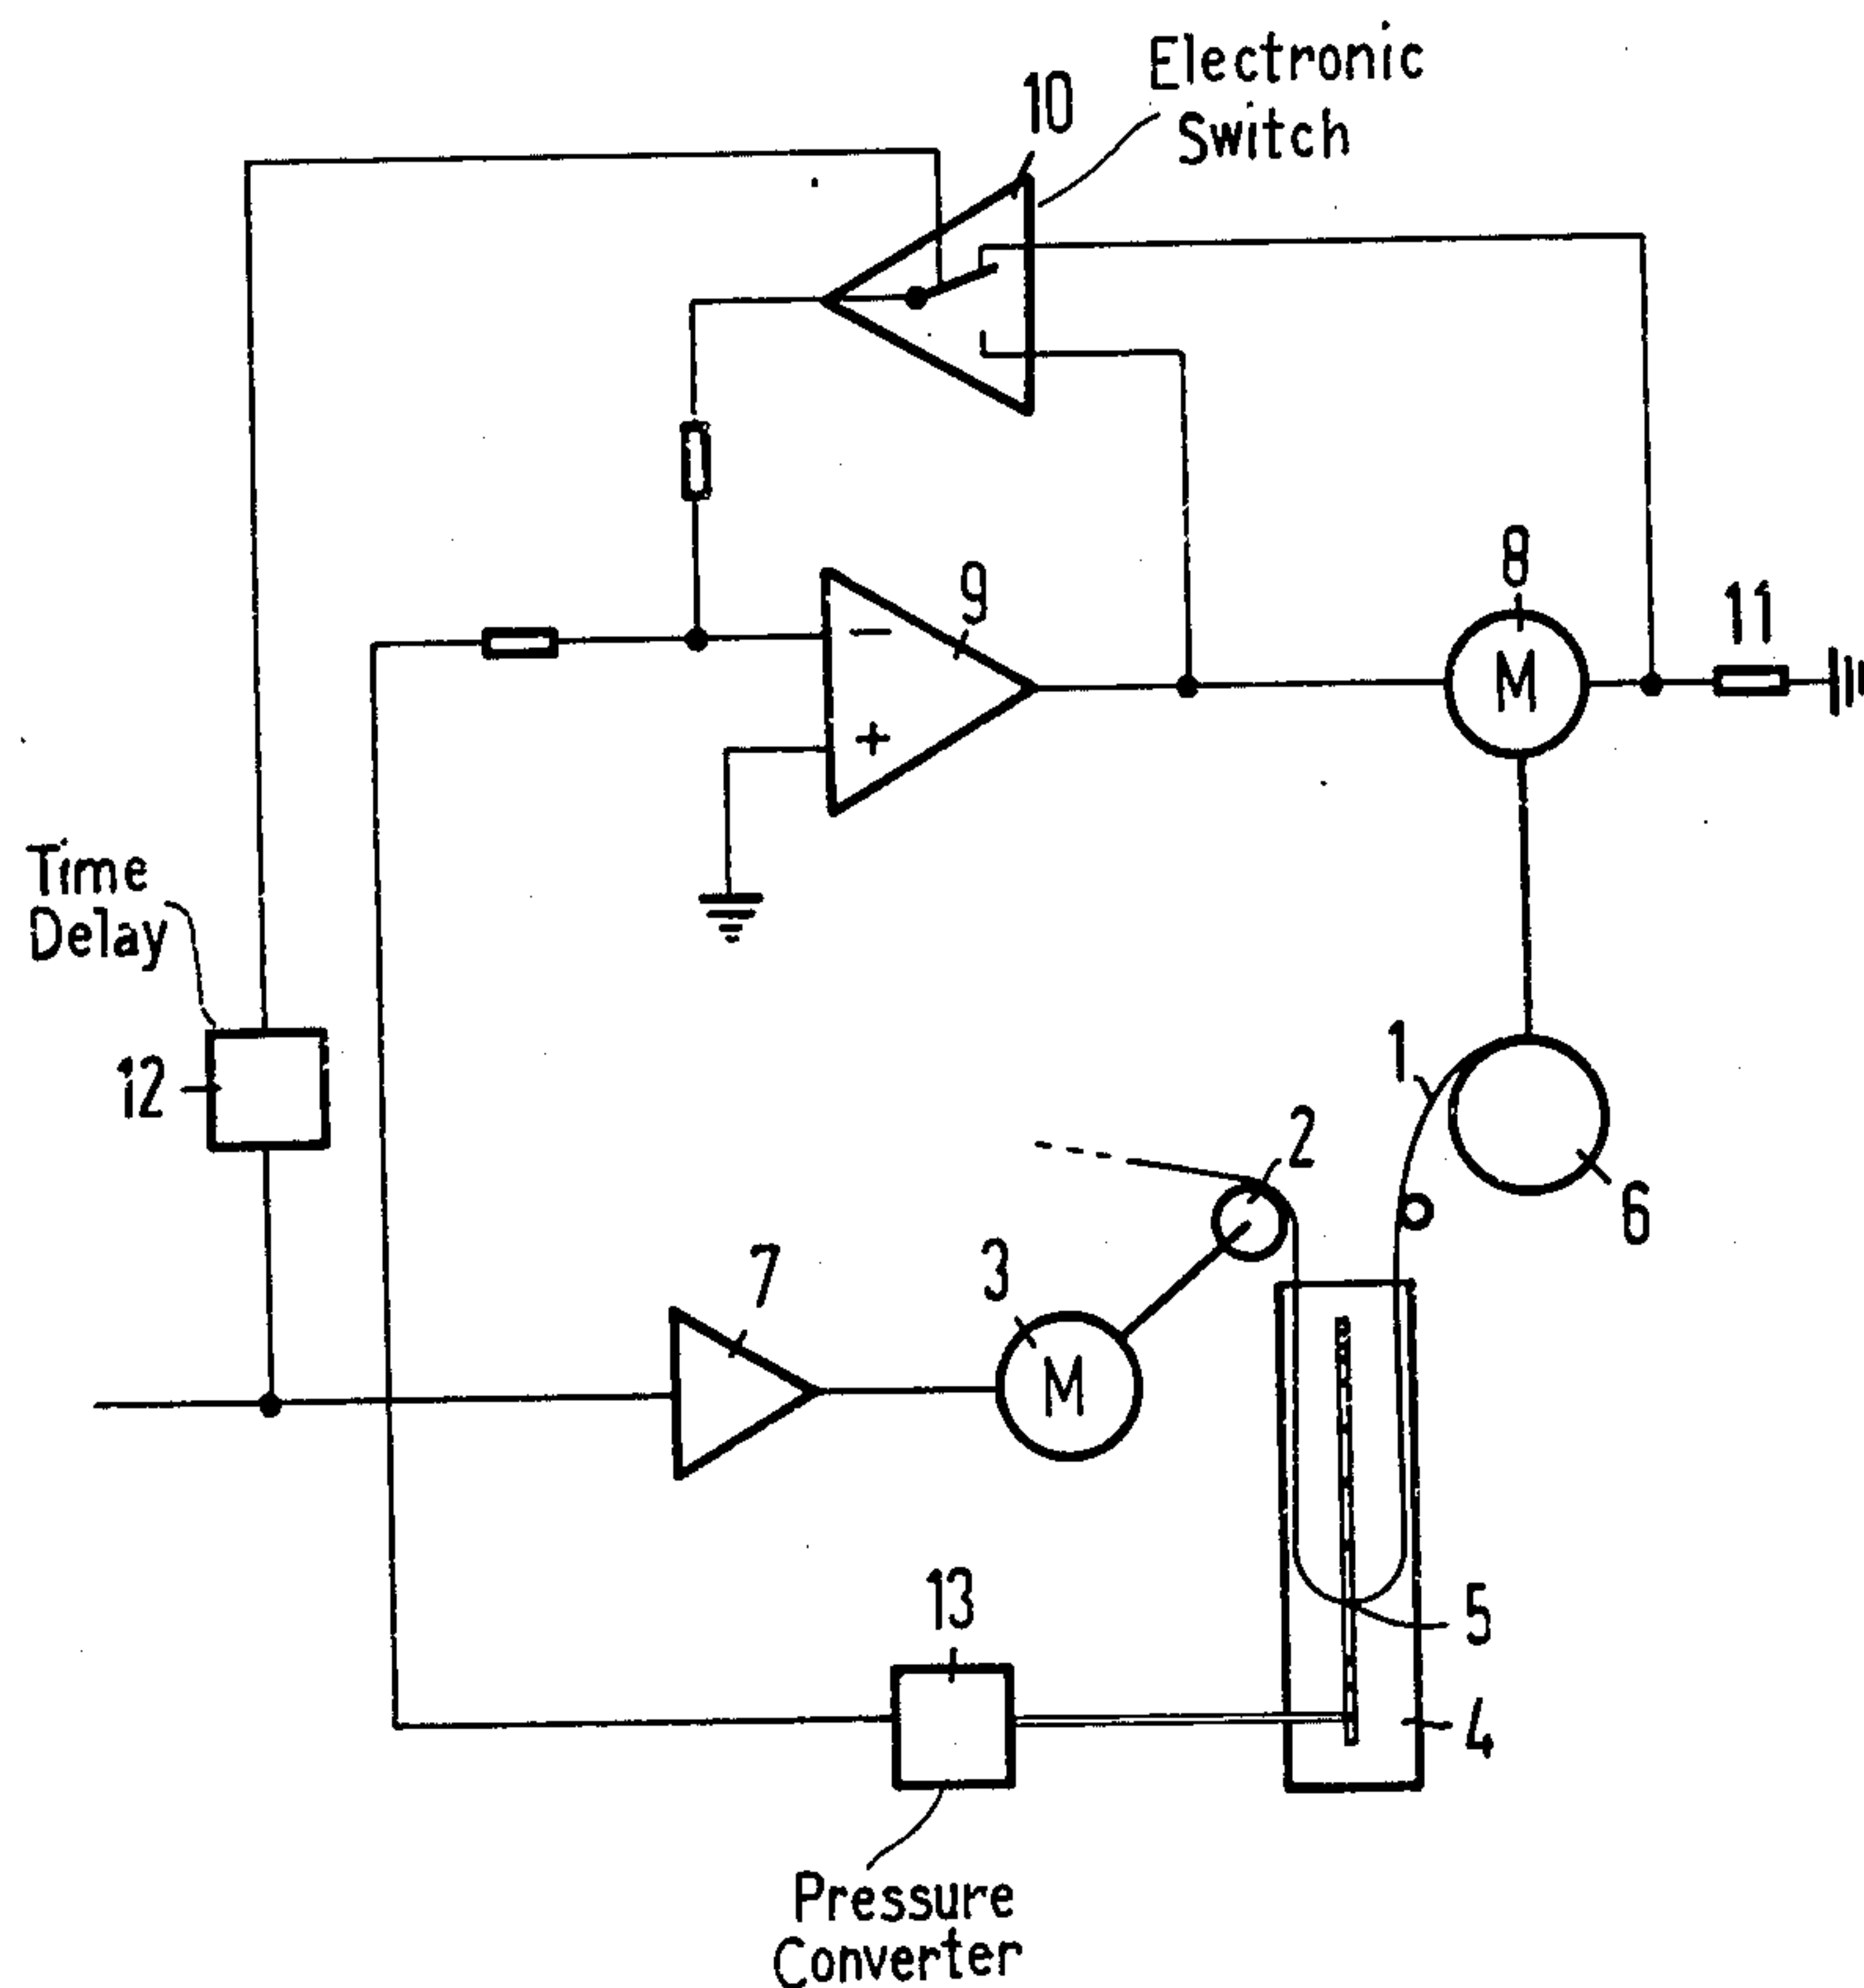 Electronic
Switch
10
9
8
M
11
−
+
Time
Delay
12
1
2
6
7
3
M
5
13
4
Pressure
Converter